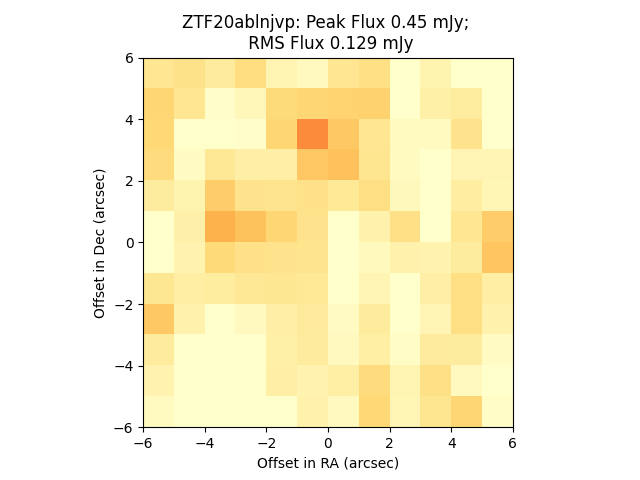 ZTF20ablnjvp: Peak Flux 0.45 mJy;
RMS Flux 0.129 mJy
6
4
2
0
−2
−4
−6
Offset in Dec (arcsec)
−6 −4 −2 0 2 4 6
Offset in RA (arcsec)